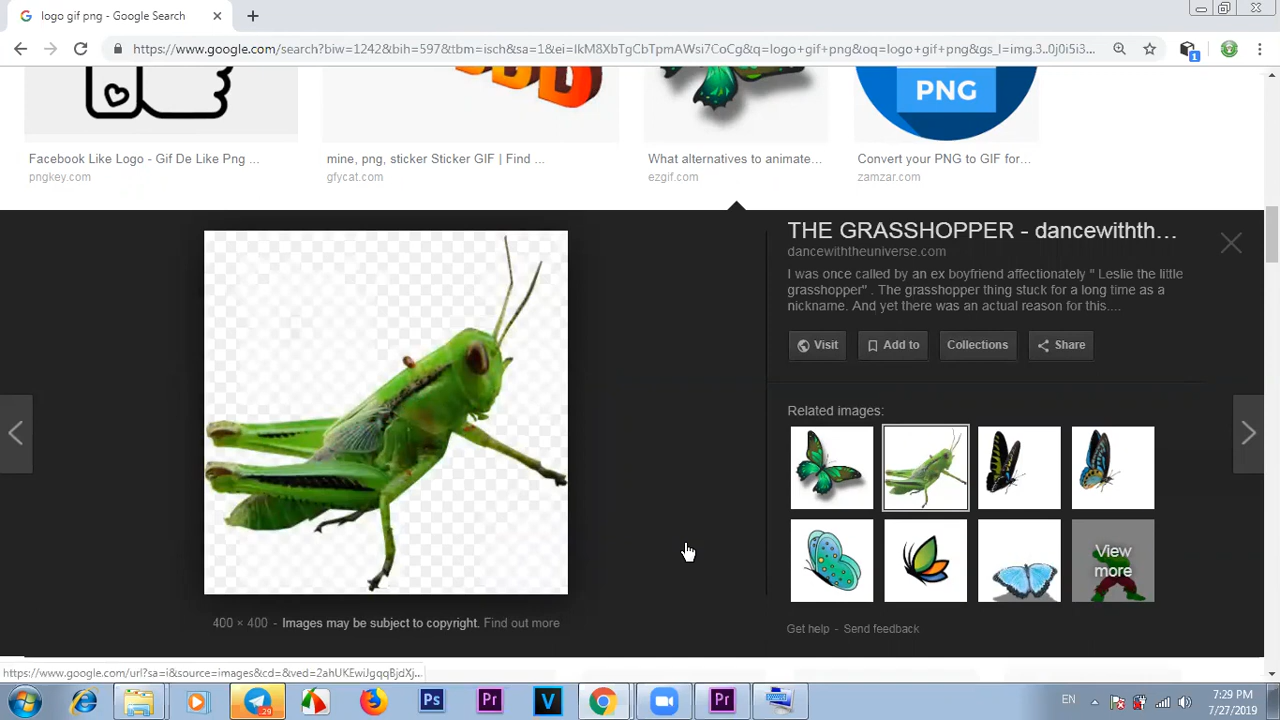 logo gif png - Google Search
https://www.google.com/search?biw=1242&bih=597&tbm=isch&sa=1&ei=IkM8XbTgCbTpmAWsi7CoCg&q=logo+gif+png&oq=logo+gif+png&gs_l=img.3..0j0i5i3...
1
DD
PNG
Facebook Like Logo - Gif De Like Png ...
pngkey.com
mine, png, sticker Sticker GIF | Find ...
gfycat.com
What alternatives to animate...
ezgif.com
Convert your PNG to GIF for...
zamzar.com
THE GRASSHOPPER - dancewithth...
dancewiththeuniverse.com
I was once called by an ex boyfriend affectionately " Leslie the little
grasshopper" . The grasshopper thing stuck for a long time as a
nickname. And yet there was an actual reason for this....
Visit
Add to
Collections
Share
Related images:
View
more
400 × 400 - Images may be subject to copyright. Find out more
Get help - Send feedback
https://www.google.com/url?sa=i&source=images&cd=&ved=2ahUKEwiJgqqBjdXj...
29
Ps
Pr
V
Pr
EN
7:29 PM
7/27/2019